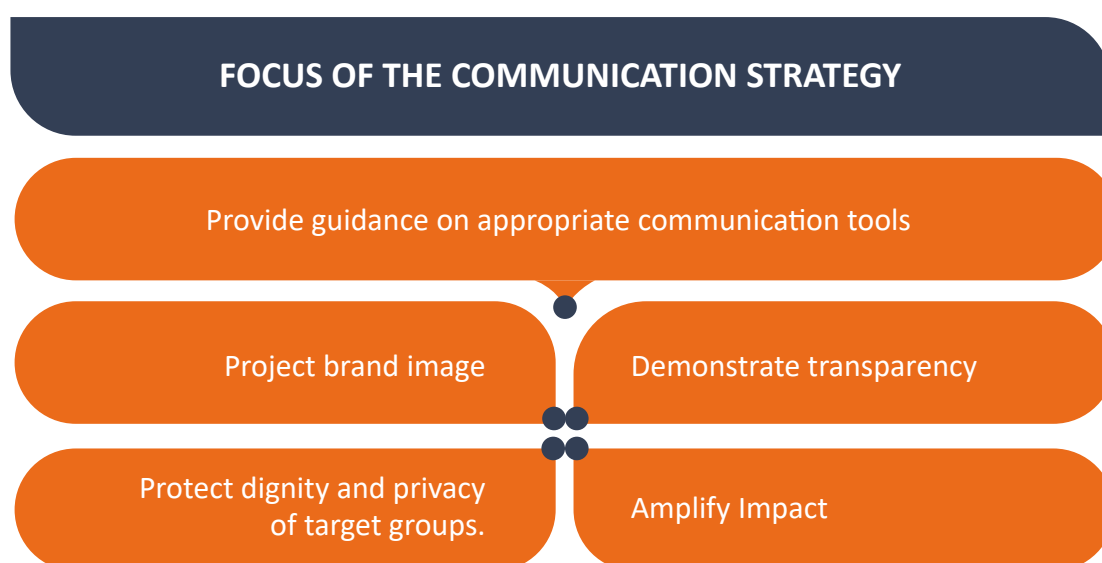 FOCUS OF THE COMMUNICATION STRATEGY
Provide guidance on appropriate communication tools
Project brand image
Demonstrate transparency
Protect dignity and privacy
of target groups.
Amplify Impact